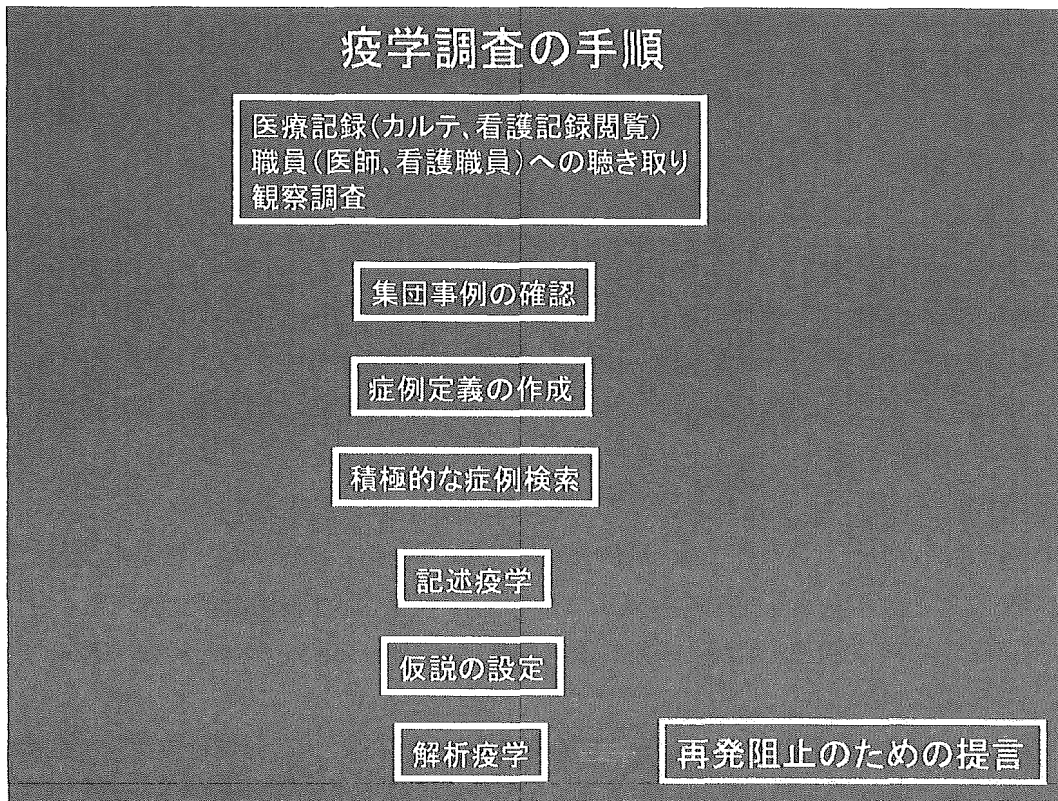 疫学調査の手順
医療記録(カルテ、看護記録閲覧)
職員(医師、看護職員)への聴き取り
観察調査
集団事例の確認
症例定義の作成
積極的な症例検索
記述疫学
仮説の設定
解析疫学
再発阻止のための提言